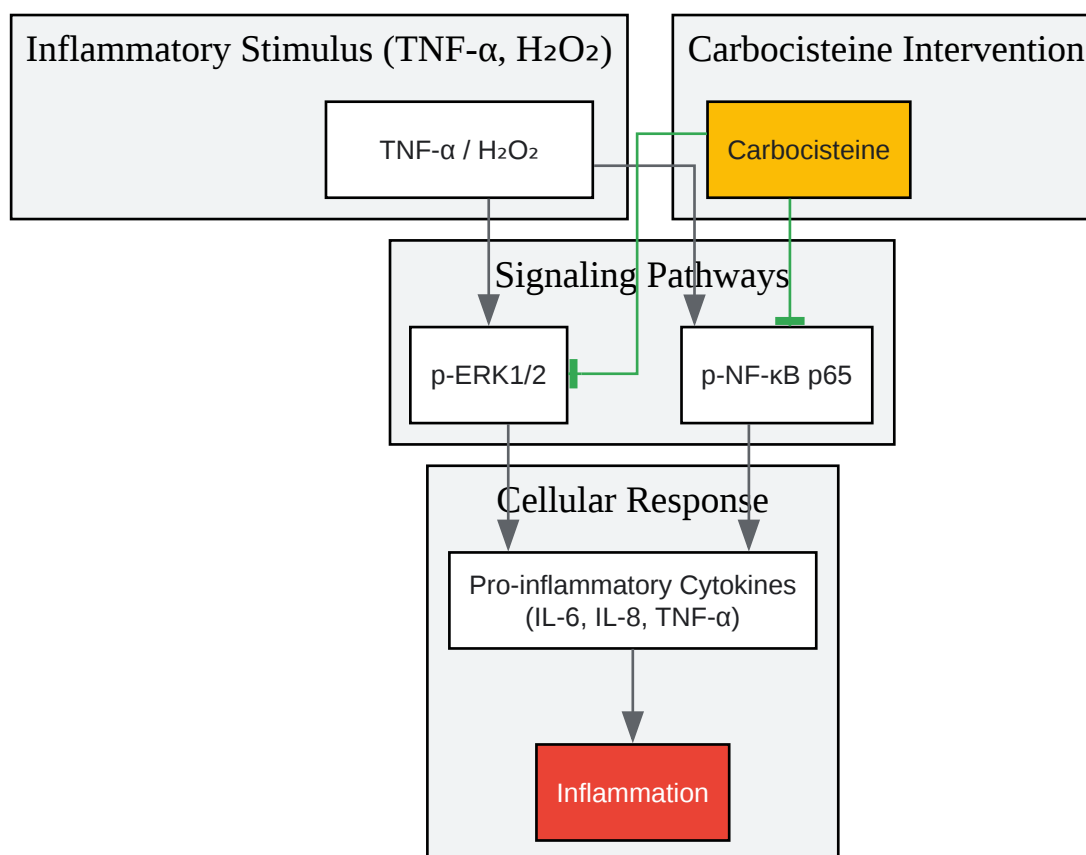 Inflammatory Stimulus (TNF-α, H₂O₂)
Carbocisteine Intervention
TNF-α / H₂O₂
Carbocisteine
Signaling Pathways
p-ERK1/2
p-NF-κB p65
Cellular Response
Pro-inflammatory Cytokines
(IL-6, IL-8, TNF-α)
Inflammation